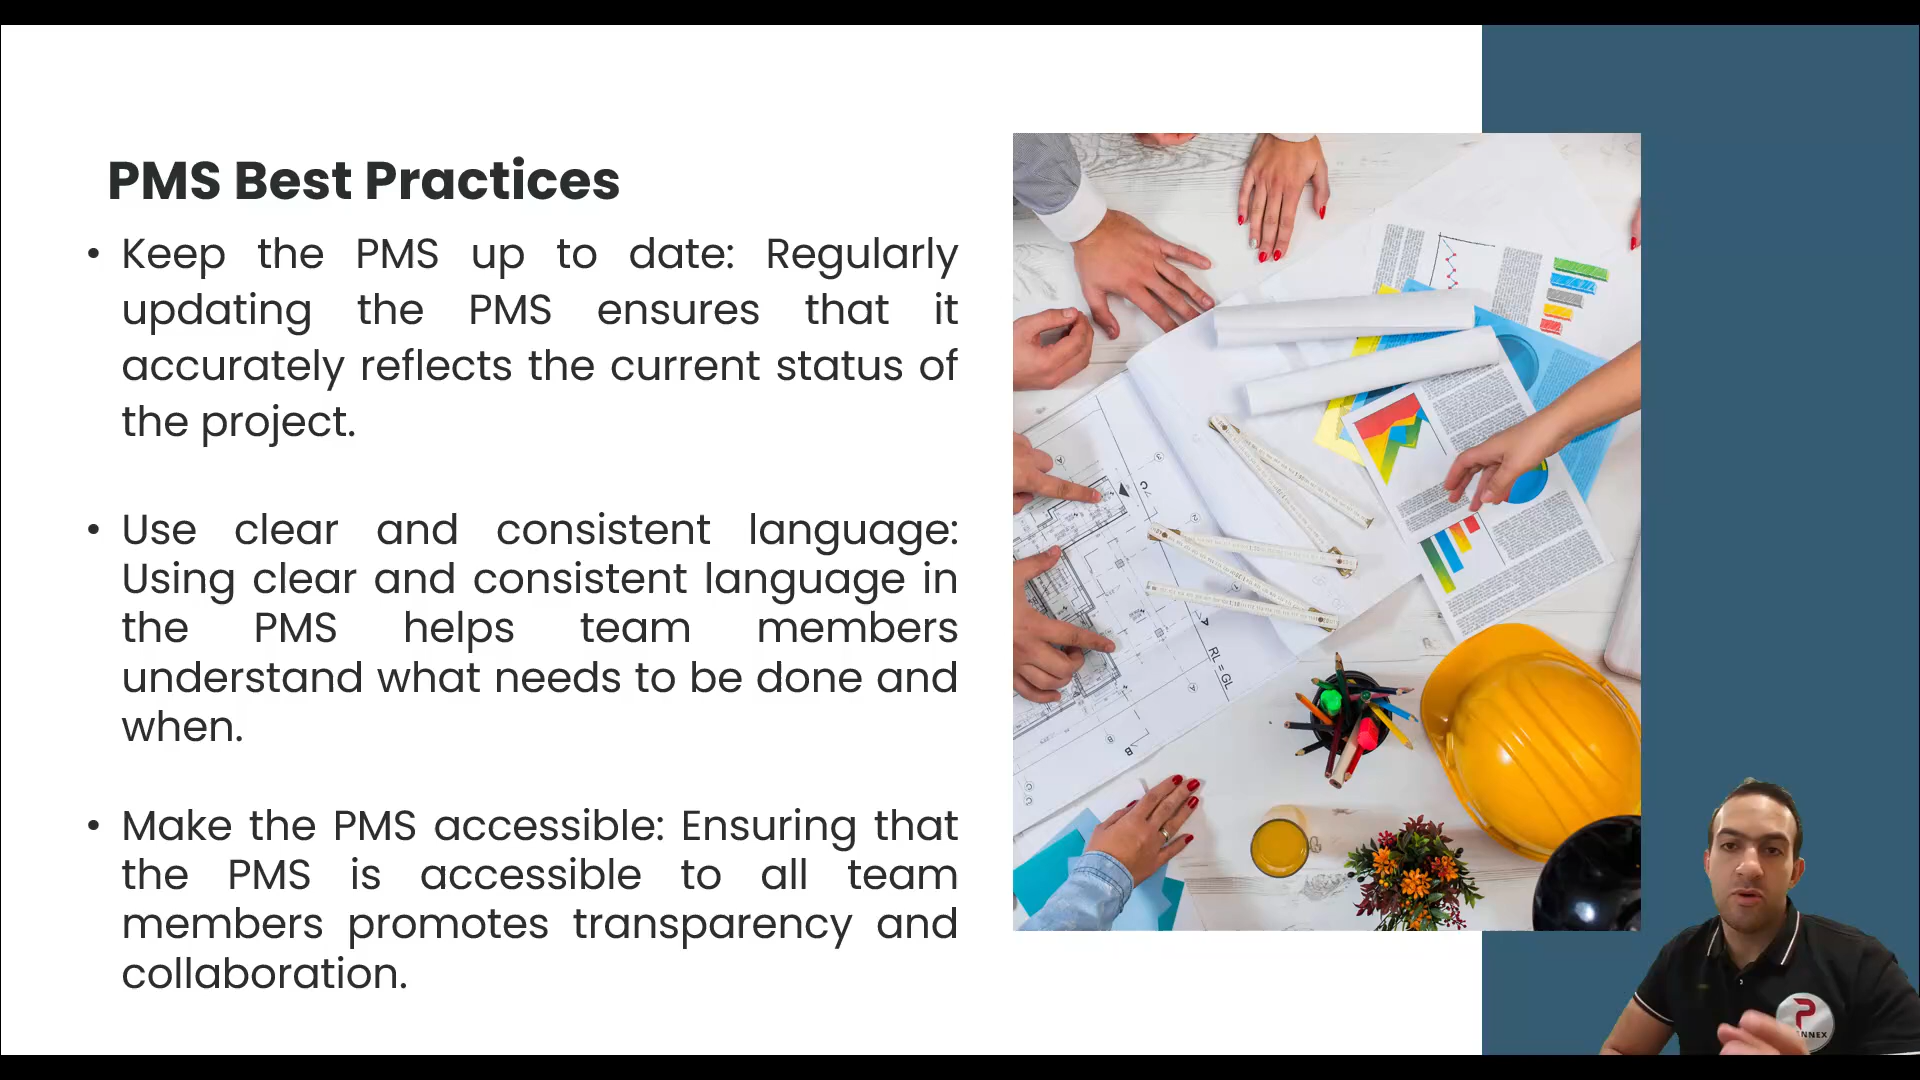 PMS Best Practices
• Keep the PMS up to date: Regularly
updating the PMS ensures that it
accurately reflects the current status of
the project.
• Use clear and consistent language:
Using clear and consistent language in
the PMS helps team members
understand what needs to be done and
when.
• Make the PMS accessible: Ensuring that
the PMS is accessible to all team
members promotes transparency and
collaboration.
RL = GL